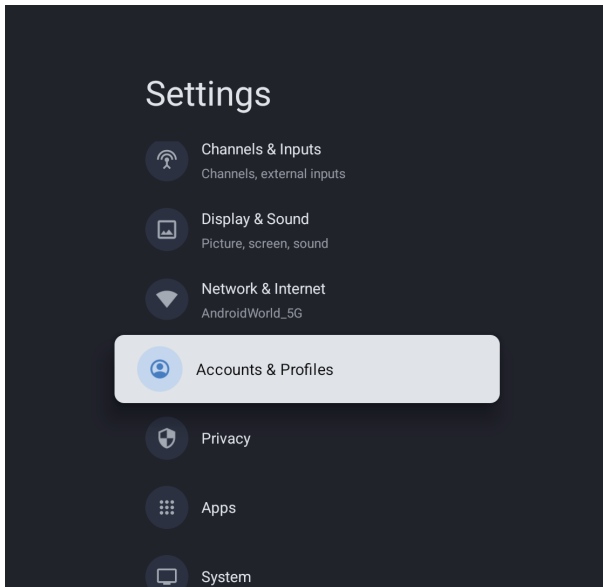 Settings
Channels & Inputs
Channels, external inputs
Display & Sound
Picture, screen, sound
Network & Internet
AndroidWorld_5G
Accounts & Profiles
Privacy
Apps
System